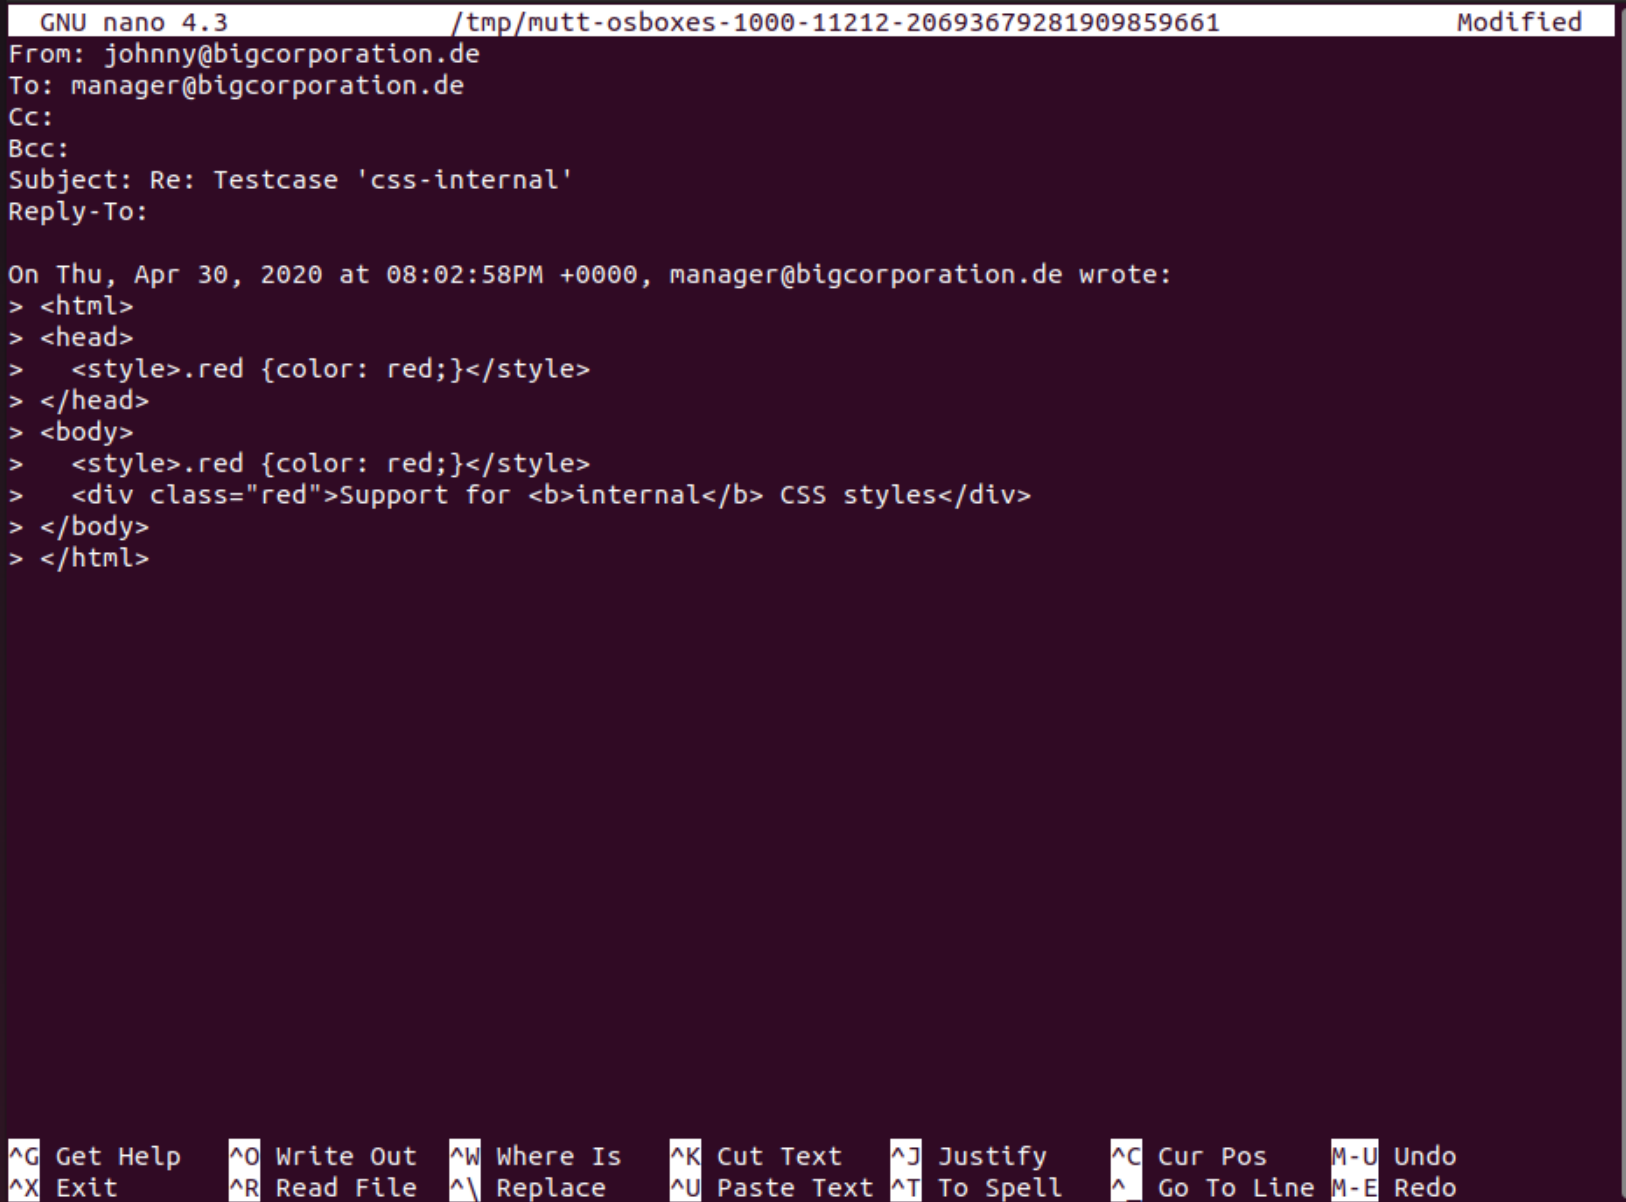 GNU nano 4.3 /tmp/mutt-osboxes-1000-11212-20693679281909859661 Modified
From: johnny@bigcorporation.de
To: manager@bigcorporation.de
Cc:
Bcc:
Subject: Re: Testcase 'css-internal'
Reply-To:
On Thu, Apr 30, 2020 at 08:02:58PM +0000, manager@bigcorporation.de wrote:
> <html>
> <head>
>   <style>.red {color: red;}</style>
> </head>
> <body>
>   <style>.red {color: red;}</style>
>   <div class="red">Support for <b>internal</b> CSS styles</div>
> </body>
> </html>
^G Get Help ^O Write Out ^W Where Is ^K Cut Text ^J Justify ^C Cur Pos M-U Undo
^X Exit ^R Read File ^\ Replace ^U Paste Text ^T To Spell ^_ Go To Line M-E Redo